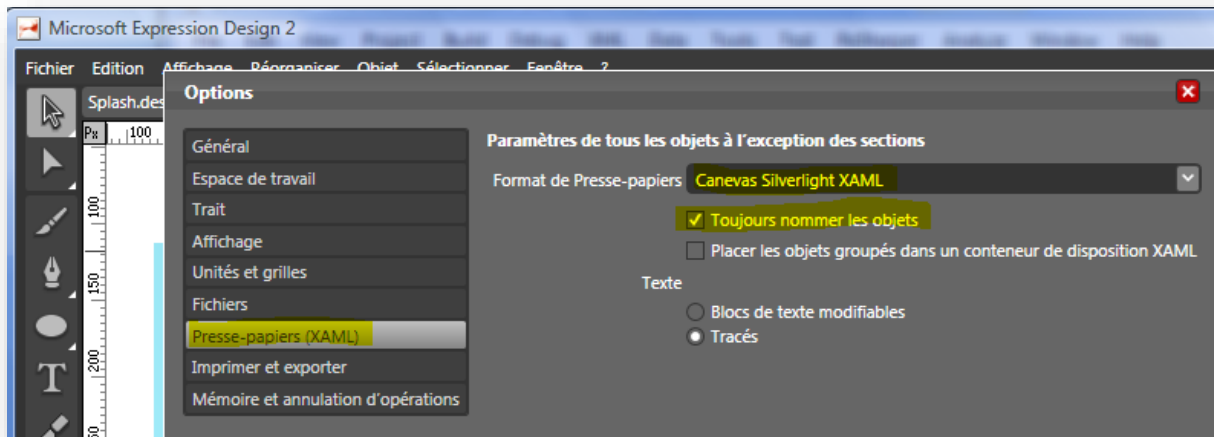 Microsoft Expression Design 2
Fichier Edition Affichage Réorganiser Objet Sélectionner Fenêtre ?
Splash.des
Options
Px 100
Général
Espace de travail
Trait
Affichage
Unités et grilles
Fichiers
Presse-papiers (XAML)
Imprimer et exporter
Mémoire et annulation d'opérations
Paramètres de tous les objets à l'exception des sections
Format de Presse-papiers Canevas Silverlight XAML
Toujours nommer les objets
Placer les objets groupés dans un conteneur de disposition XAML
Texte
Blocs de texte modifiables
Tracés
100
150
200